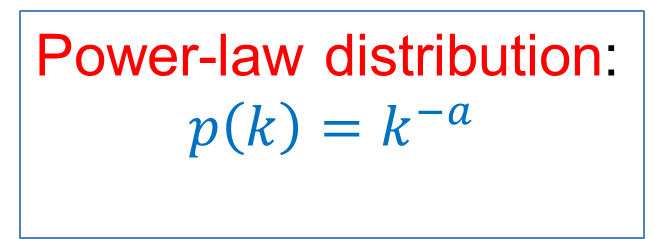 Power-law distribution:
p(k) = k^{-a}